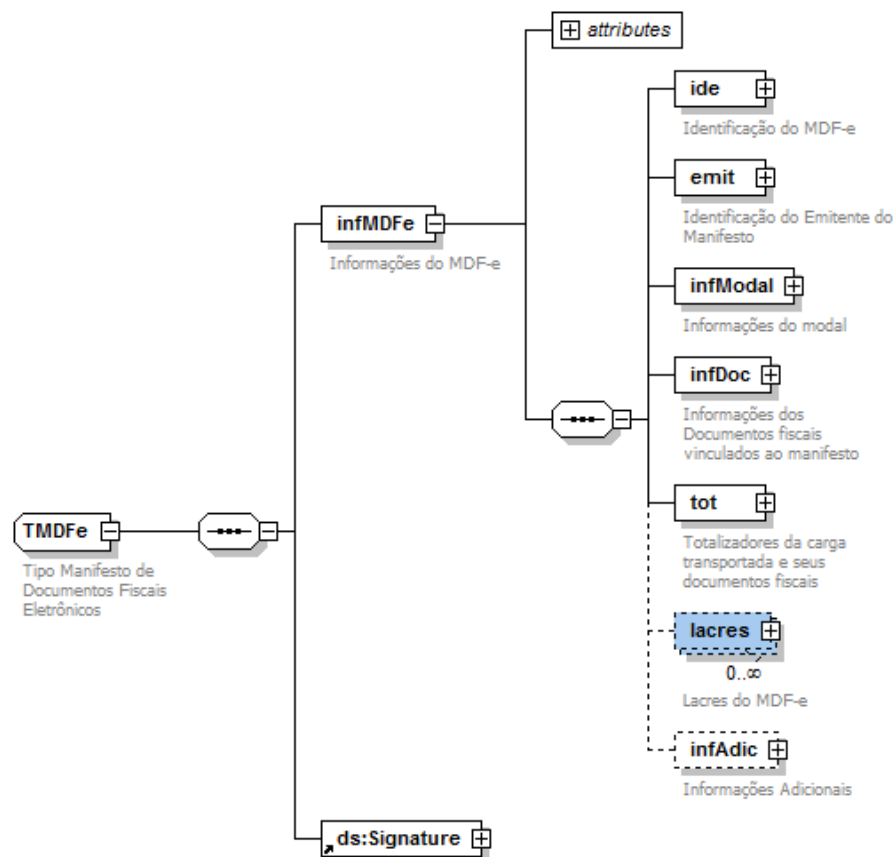 attributes
ide
Identificação do MDF-e
emit
Identificação do Emitente do
Manifesto
infMDFe
Informações do MDF-e
infModal
Informações do modal
infDoc
Informações dos
Documentos fiscais
vinculados ao manifesto
tot
Totalizadores da carga
transportada e seus
documentos fiscais
TMDFe
Tipo Manifesto de
Documentos Fiscais
Eletrônicos
lacres
0..∞
Lacres do MDF-e
infAdic
Informações Adicionais
ds:Signature